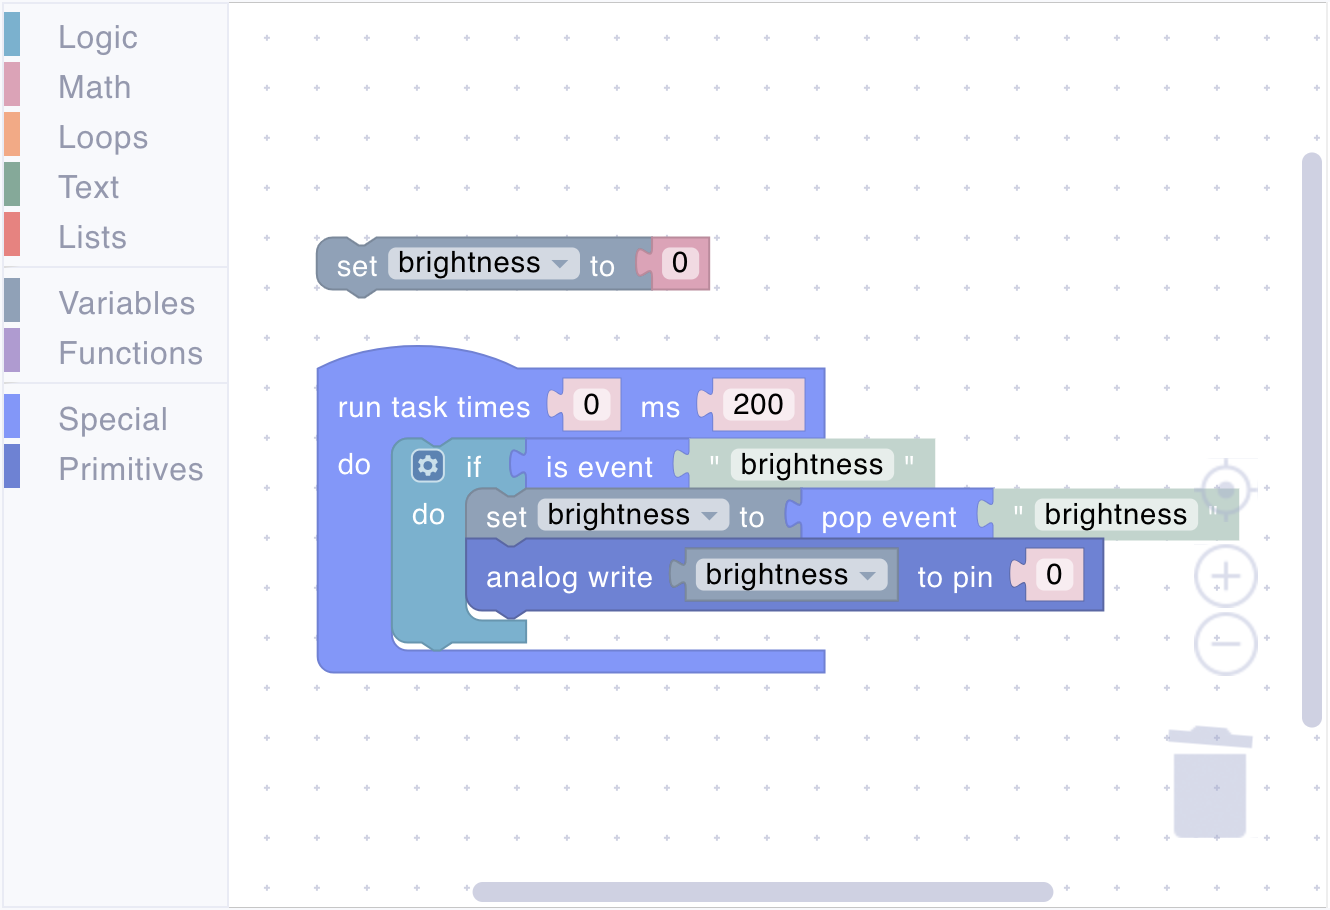 Logic
Math
Loops
Text
Lists
Variables
Functions
Special
Primitives
set brightness to 0
run task times 0 ms 200
do if is event " brightness "
do set brightness to pop event " brightness "
analog write brightness to pin 0